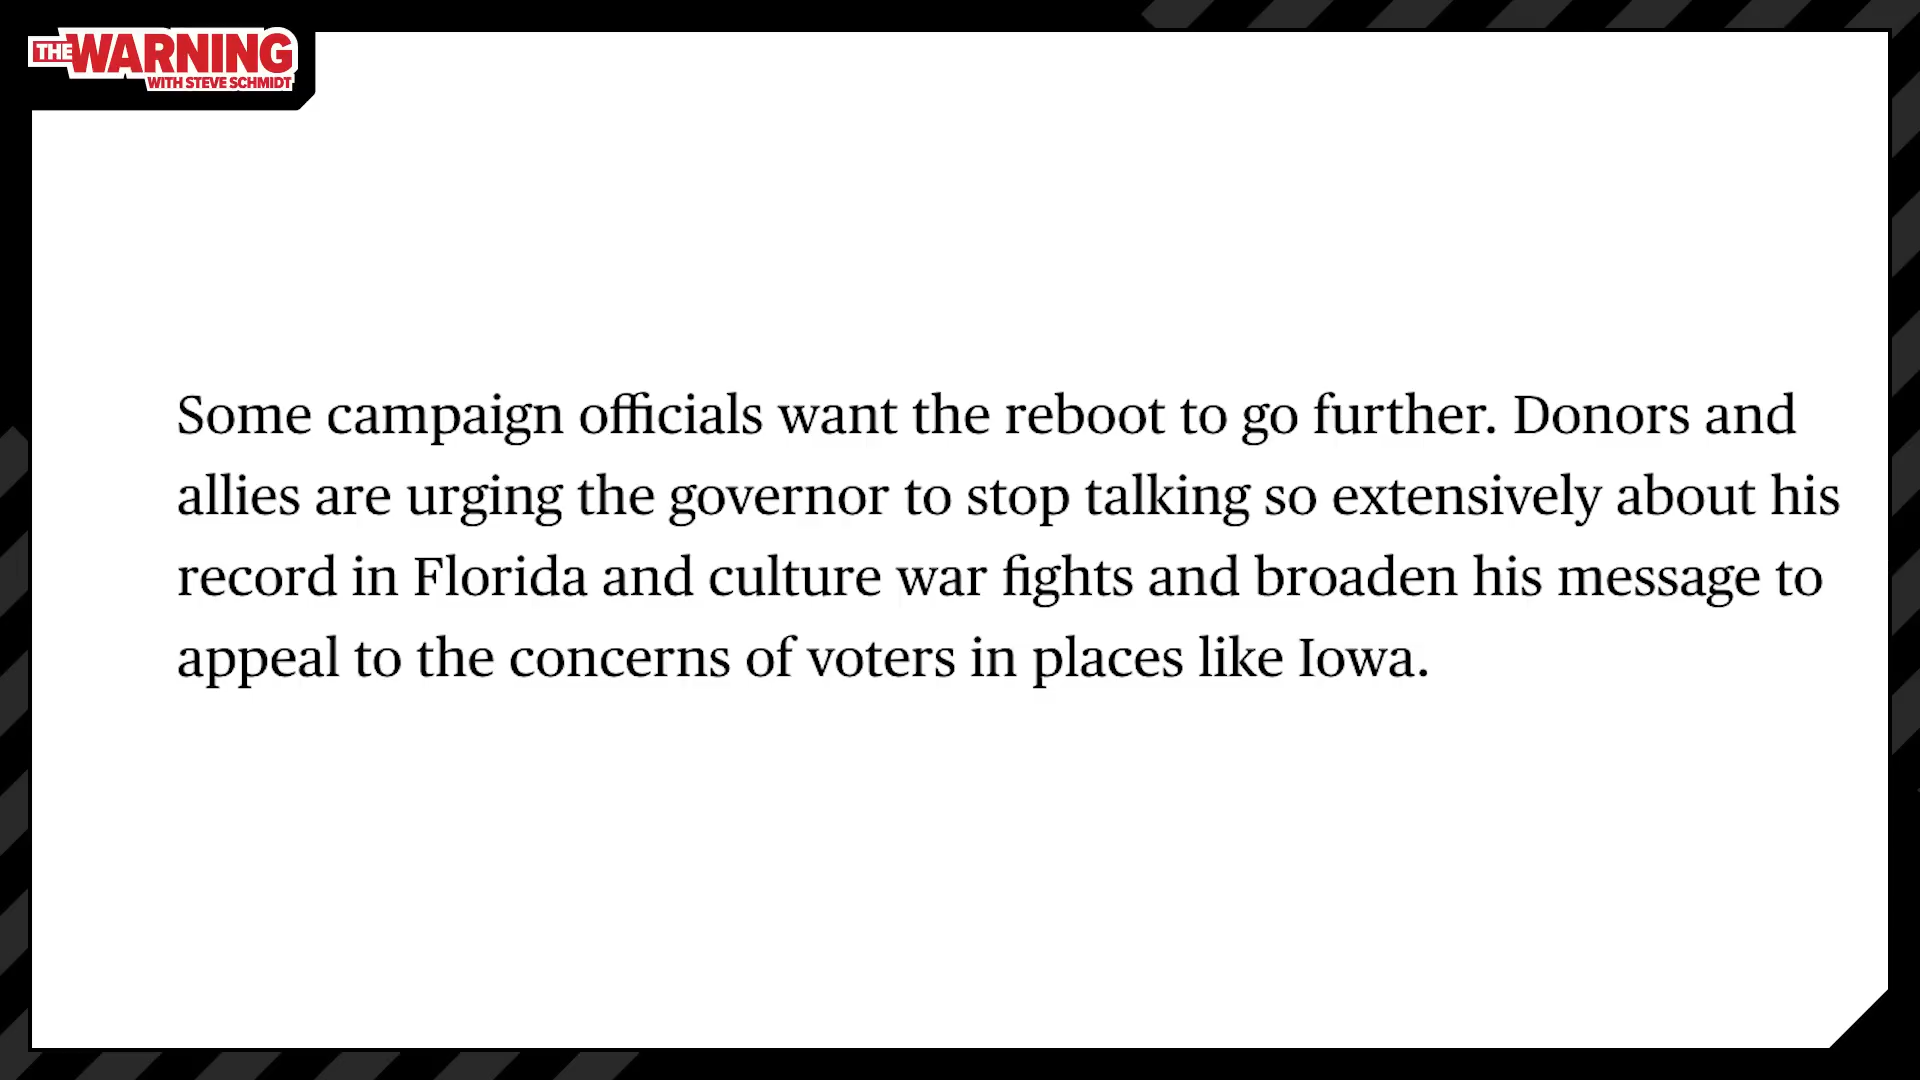 THE WARNING
WITH STEVE SCHMIDT
Some campaign officials want the reboot to go further. Donors and
allies are urging the governor to stop talking so extensively about his
record in Florida and culture war fights and broaden his message to
appeal to the concerns of voters in places like Iowa.